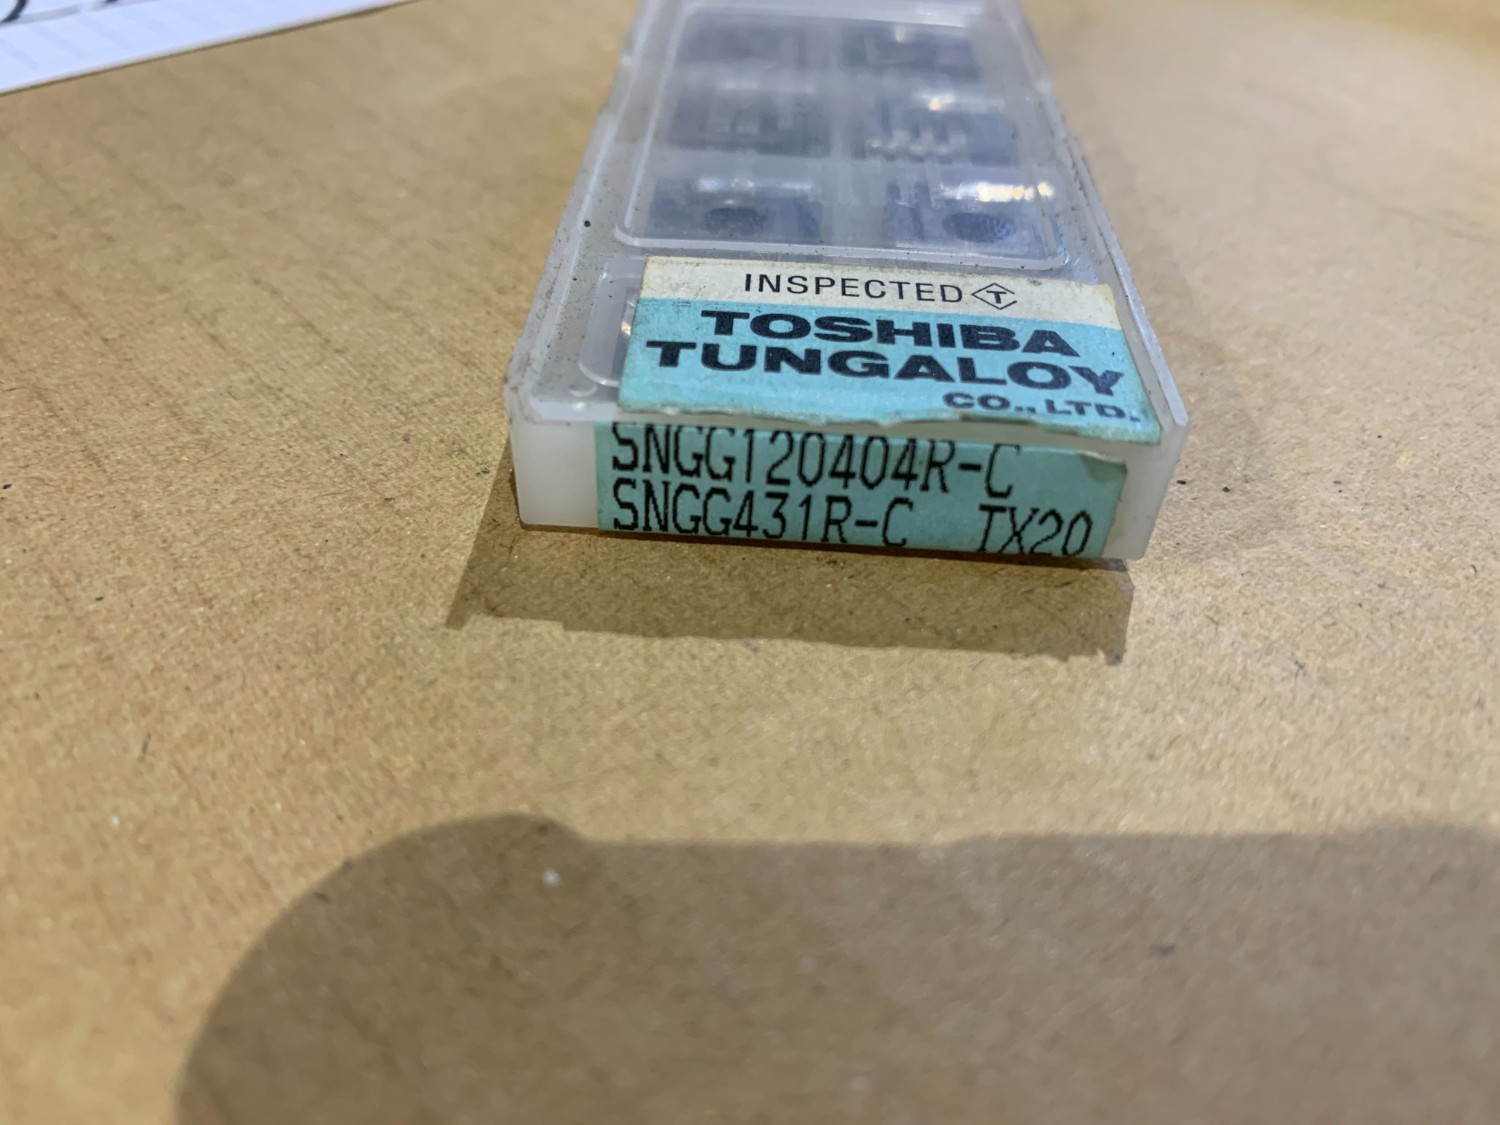 INSPECTED T
TOSHIBA
TUNGALOY
CO., LTD.
SNGG120404R-C
SNGG431R-C TX20